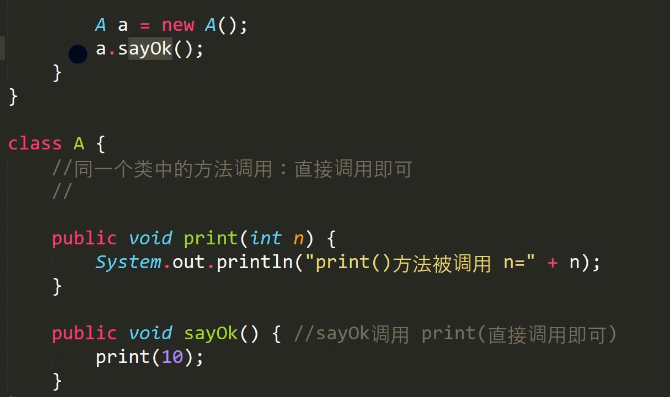 A a = new A();
a.sayOk();
}
}
class A {
//同一个类中的方法调用：直接调用即可
//
public void print(int n) {
System.out.println("print()方法被调用 n=" + n);
}
public void sayOk() { //sayOk调用 print(直接调用即可)
print(10);
}